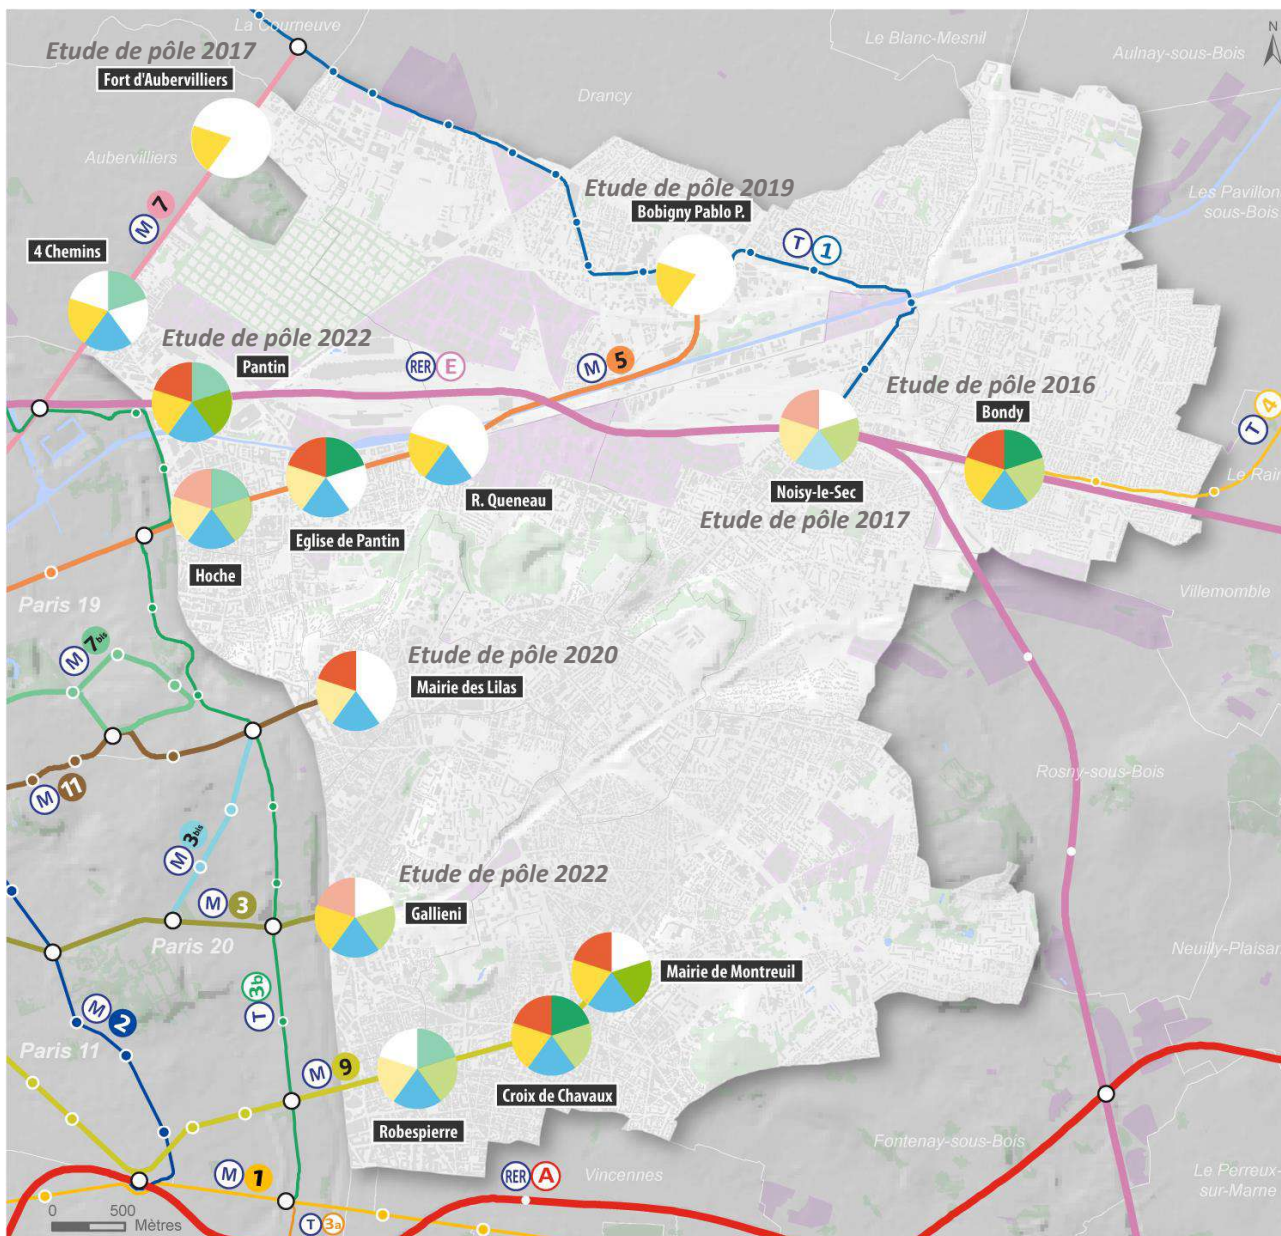 La Courneuve
Le Blanc-Mesnil
N
Etude de pôle 2017
Fort d'Aubervilliers
Aulnay-sous-Bois
Drancy
Aubervilliers
Etude de pôle 2019
Bobigny Pablo P.
Les Pavillon
sous-Bois
M 7
4 Chemins
T 1
Etude de pôle 2022
Pantin
RER E
M 5
Etude de pôle 2016
Bondy
T 4
Le Rain
R. Queneau
Noisy-le-Sec
Etude de pôle 2017
Eglise de Pantin
Hoche
Paris 19
Villemomble
M 7bis
Etude de pôle 2020
Mairie des Lilas
M 11
Rosny-sous-Bois
M 3bis
Etude de pôle 2022
Gallieni
M 3
Paris 20
Neuilly-Plaisan
Mairie de Montreuil
T 3b
M 2
Paris 11
M 9
Croix de Chavaux
Robespierre
Fontenay-sous-Bois
M 1
RER A
Vincennes
Le Perreux-
sur-Marne
0 500
Mètres
T 3a